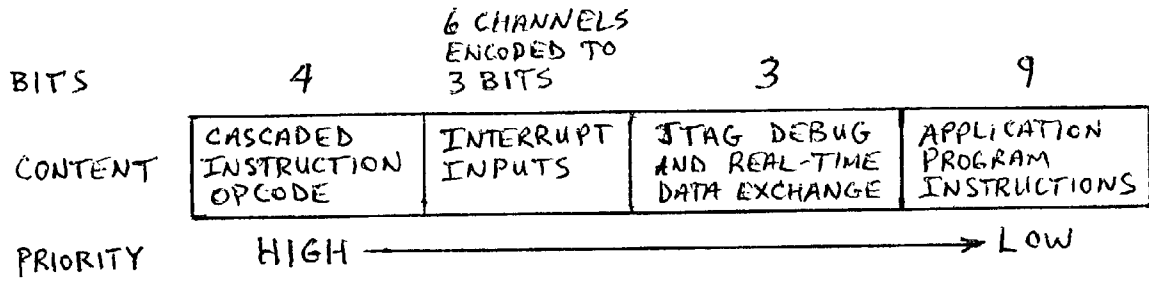 6 CHANNELS
ENCODED TO
BITS 4 3 BITS 3 9
CONTENT
CASCADED
INSTRUCTION
OPCODE
INTERRUPT
INPUTS
JTAG DEBUG
AND REAL-TIME
DATA EXCHANGE
APPLICATION
PROGRAM
INSTRUCTIONS
PRIORITY HIGH LOW